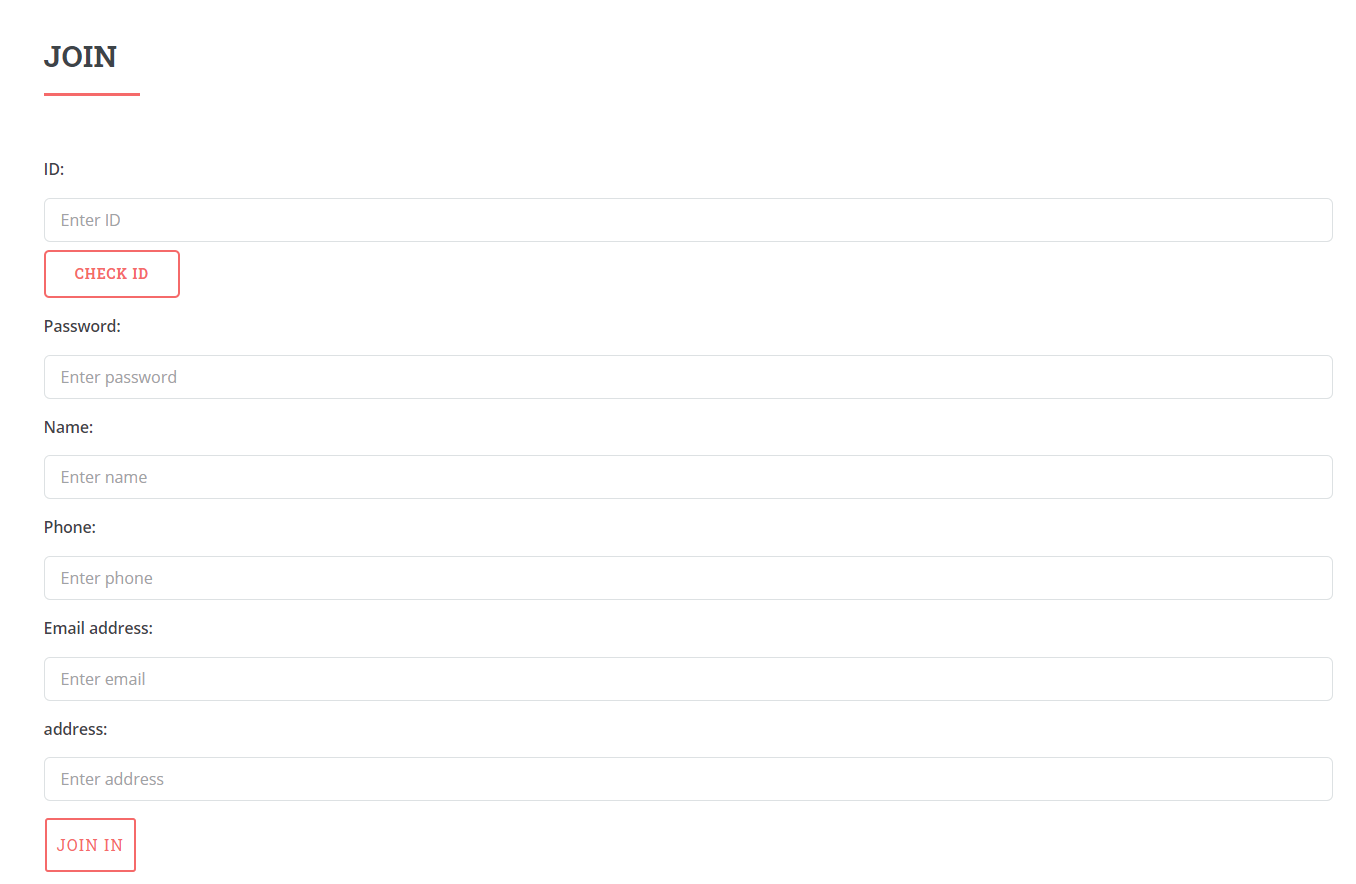 JOIN
ID:
Enter ID
CHECK ID
Password:
Enter password
Name:
Enter name
Phone:
Enter phone
Email address:
Enter email
address:
Enter address
JOIN IN